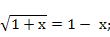 √(1 + x) = 1 − x;